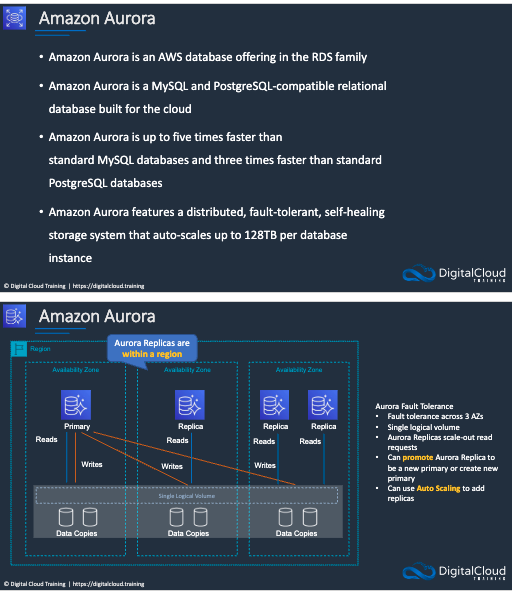 Amazon Aurora
• Amazon Aurora is an AWS database offering in the RDS family
• Amazon Aurora is a MySQL and PostgreSQL-compatible relational
database built for the cloud
• Amazon Aurora is up to five times faster than
standard MySQL databases and three times faster than standard
PostgreSQL databases
• Amazon Aurora features a distributed, fault-tolerant, self-healing
storage system that auto-scales up to 128TB per database
instance
DigitalCloud
TRAINING
© Digital Cloud Training | https://digitalcloud.training
Amazon Aurora
Aurora Replicas are
within a region
Region
Availability Zone
Availability Zone
Availability Zone
Primary
Replica
Replica
Replica
Reads
Reads
Reads
Reads
Writes
Writes
Writes
Single Logical Volume
Data Copies
Data Copies
Data Copies
Aurora Fault Tolerance
• Fault tolerance across 3 AZs
• Single logical volume
• Aurora Replicas scale-out read
requests
• Can promote Aurora Replica to
be a new primary or create new
primary
• Can use Auto Scaling to add
replicas
DigitalCloud
TRAINING
© Digital Cloud Training | https://digitalcloud.training